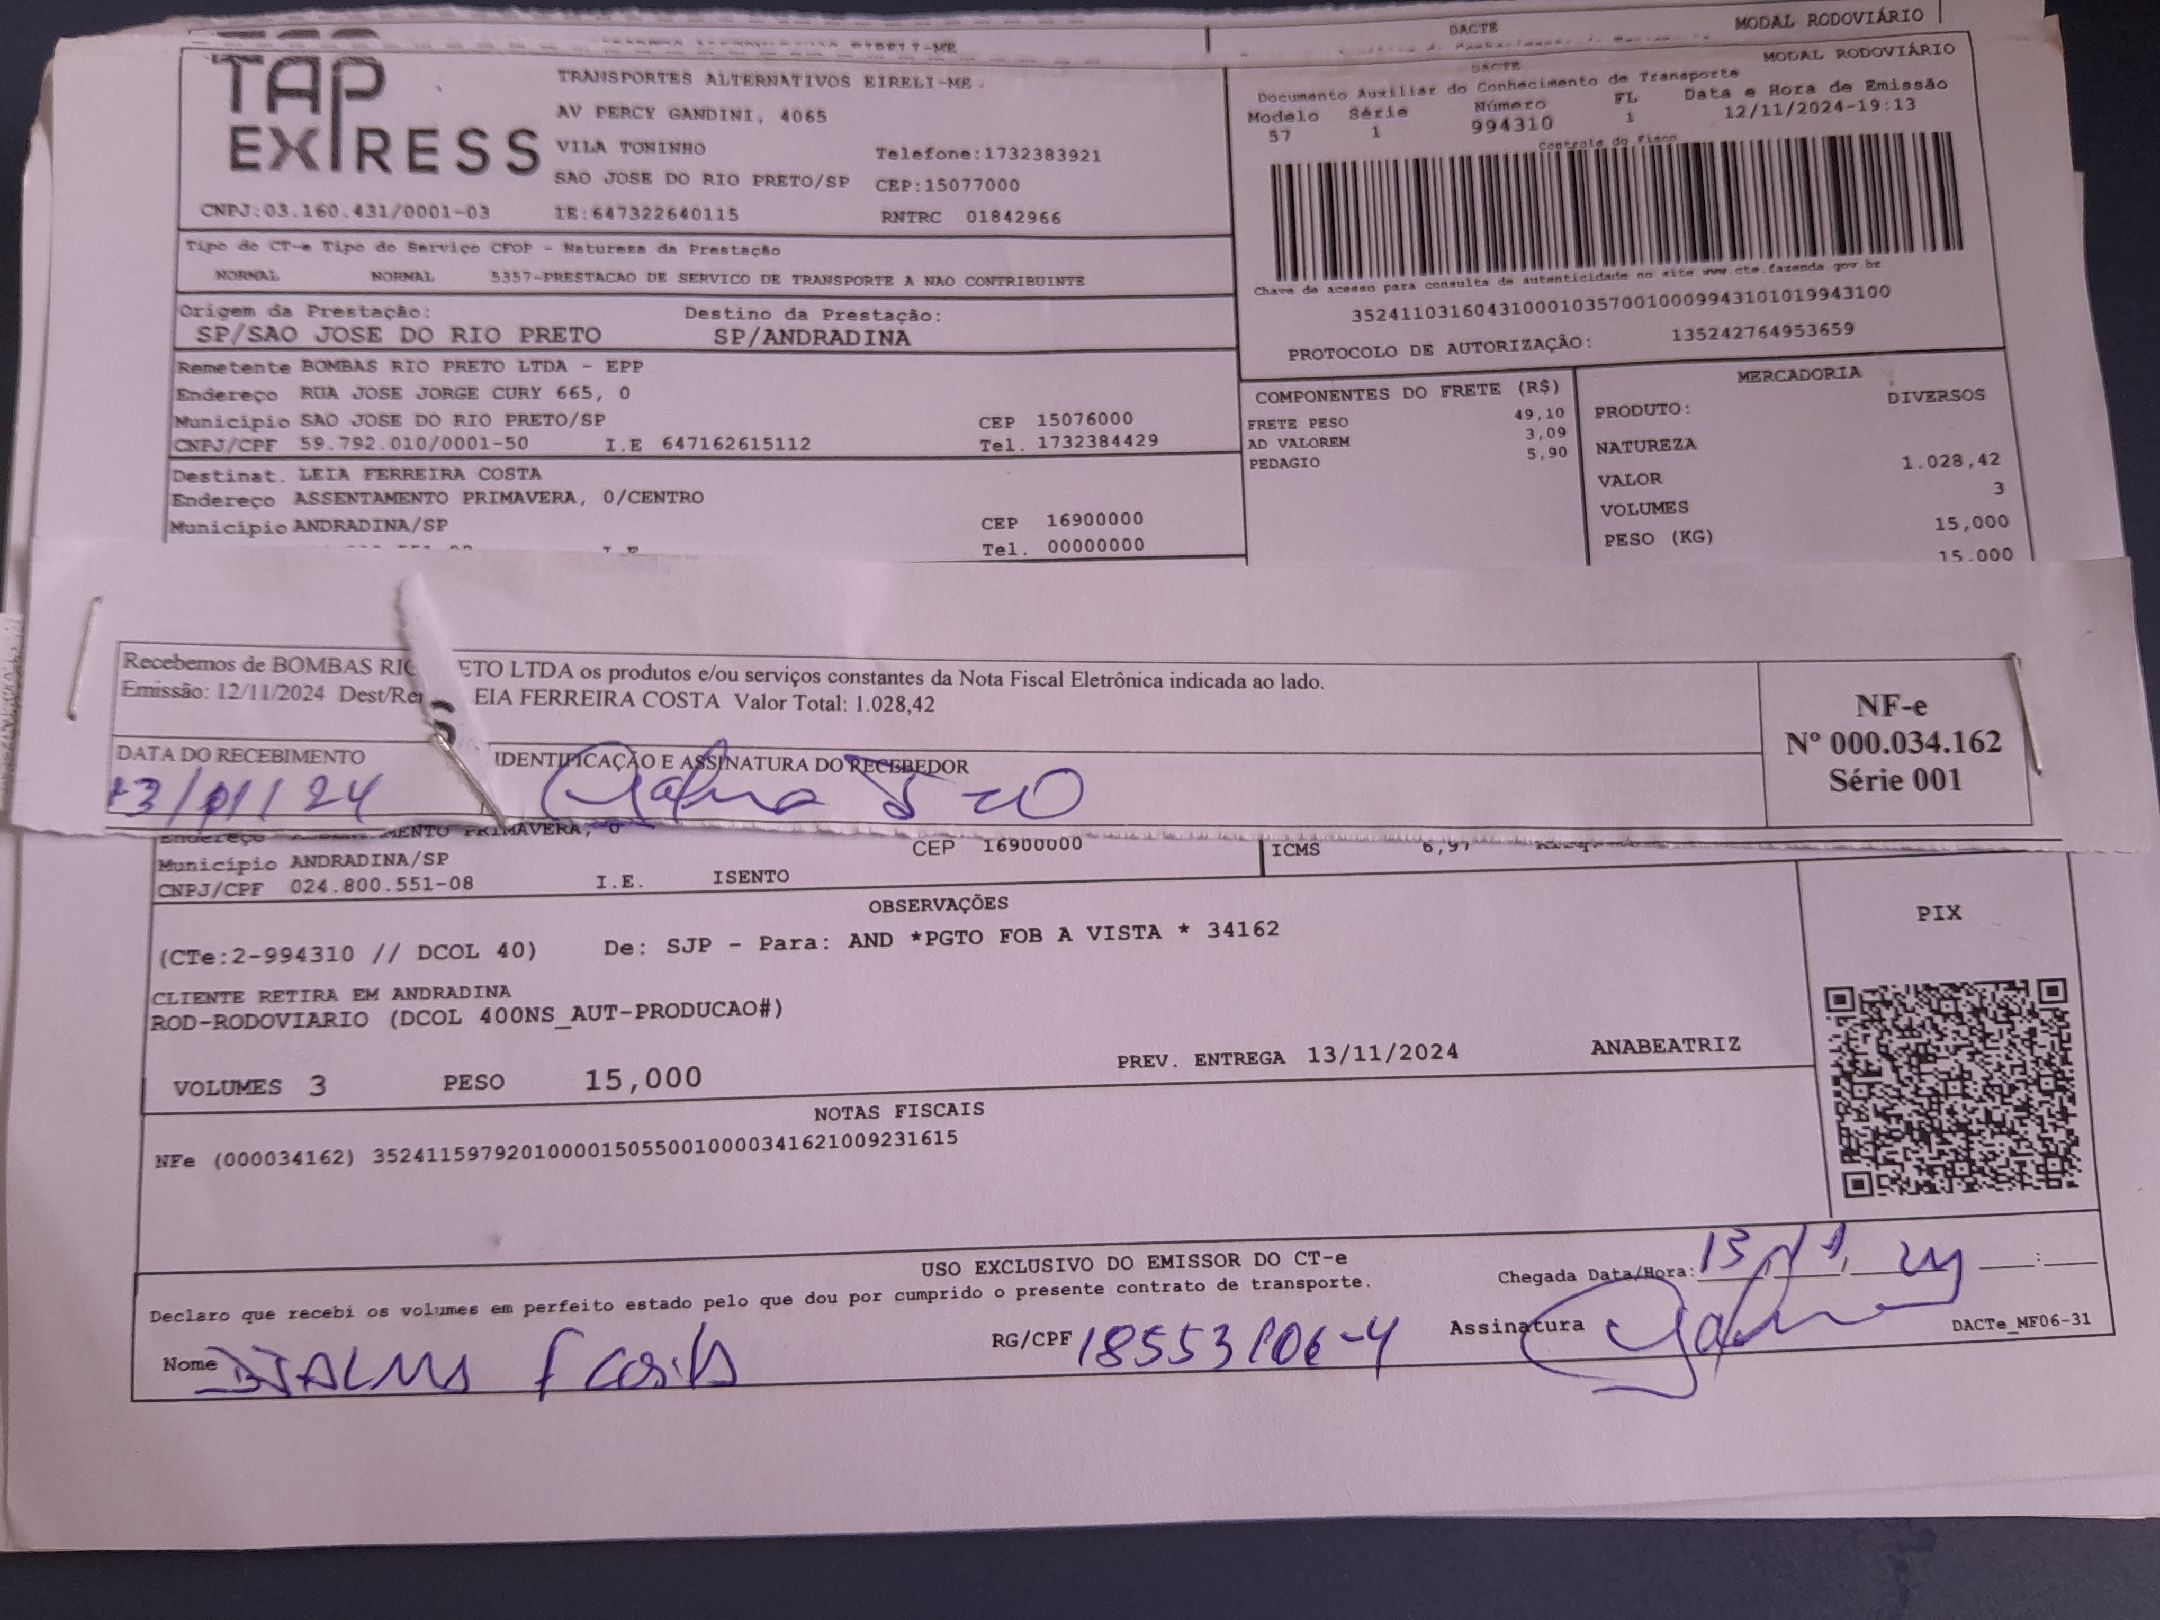 DACTE
MODAL RODOVIÁRIO
TAP EXPRESS
TRANSPORTES ALTERNATIVOS EIRELI-ME.
AV PERCY GANDINI, 4065
VILA TONINHO
Telefone:1732383921
SAO JOSE DO RIO PRETO/SP CEP:15077000
CNPJ:03.160.431/0001-03 IE:647322640115 RNTRC 01842966
DACTE
MODAL RODOVIÁRIO
Documento Auxiliar do Conhecimento de Transporte
Modelo Série Número FL Data e Hora de Emissão
57 1 994310 1 12/11/2024-19:13
Controle do Fisco
Chave de acesso para consulta de autenticidade no site www.cte.fazenda.gov.br
35241103160431000103570010009943101019943100
PROTOCOLO DE AUTORIZAÇÃO: 135242764953659
Tipo do CT-e Tipo do Serviço CFOP - Natureza da Prestação
NORMAL NORMAL 5357-PRESTACAO DE SERVICO DE TRANSPORTE A NAO CONTRIBUINTE
Origem da Prestação: Destino da Prestação:
SP/SAO JOSE DO RIO PRETO SP/ANDRADINA
Remetente BOMBAS RIO PRETO LTDA - EPP
Endereço RUA JOSE JORGE CURY 665, 0
Município SAO JOSE DO RIO PRETO/SP CEP 15076000
CNPJ/CPF 59.792.010/0001-50 I.E 647162615112 Tel. 1732384429
Destinat. LEIA FERREIRA COSTA
Endereço ASSENTAMENTO PRIMAVERA, 0/CENTRO
Município ANDRADINA/SP CEP 16900000
Tel. 00000000
COMPONENTES DO FRETE (R$)
FRETE PESO 49,10
AD VALOREM 3,09
PEDAGIO 5,90
MERCADORIA
PRODUTO: DIVERSOS
NATUREZA
VALOR 1.028,42
VOLUMES 3
PESO (KG) 15,000
15.000
Recebemos de BOMBAS RIO ETO LTDA os produtos e/ou serviços constantes da Nota Fiscal Eletrônica indicada ao lado.
Emissão: 12/11/2024 Dest/Re EIA FERREIRA COSTA Valor Total: 1.028,42
DATA DO RECEBIMENTO IDENTIFICAÇÃO E ASSINATURA DO RECEBEDOR
NF-e
Nº 000.034.162
Série 001
Endereço MENTO PRIMAVERA, 0
Município ANDRADINA/SP CEP 16900000
CNPJ/CPF 024.800.551-08 I.E. ISENTO
ICMS 6,97
OBSERVAÇÕES
(CTe:2-994310 // DCOL 40) De: SJP - Para: AND *PGTO FOB A VISTA * 34162
CLIENTE RETIRA EM ANDRADINA
ROD-RODOVIARIO (DCOL 400NS_AUT-PRODUCAO#)
VOLUMES 3 PESO 15,000 PREV. ENTREGA 13/11/2024 ANABEATRIZ
PIX
NOTAS FISCAIS
NFe (000034162) 35241159792010000150550010000341621009231615
USO EXCLUSIVO DO EMISSOR DO CT-e
Declaro que recebi os volumes em perfeito estado pelo que dou por cumprido o presente contrato de transporte.
Chegada Data/Hora:
Nome DJALMA F Costa RG/CPF Assinatura
DACTe_MF06-31